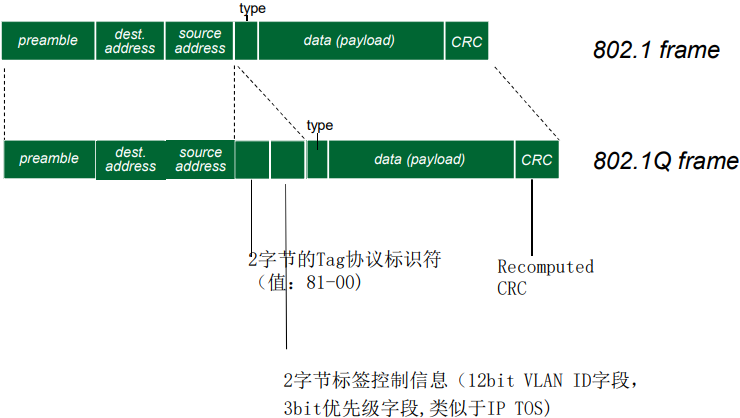 type
preamble
dest.
address
source
address
data (payload)
CRC
802.1 frame
type
preamble
dest.
address
source
address
data (payload)
CRC
802.1Q frame
2字节的Tag协议标识符
（值：81-00)
Recomputed
CRC
2字节标签控制信息（12bit VLAN ID字段，
3bit优先级字段,类似于IP TOS)